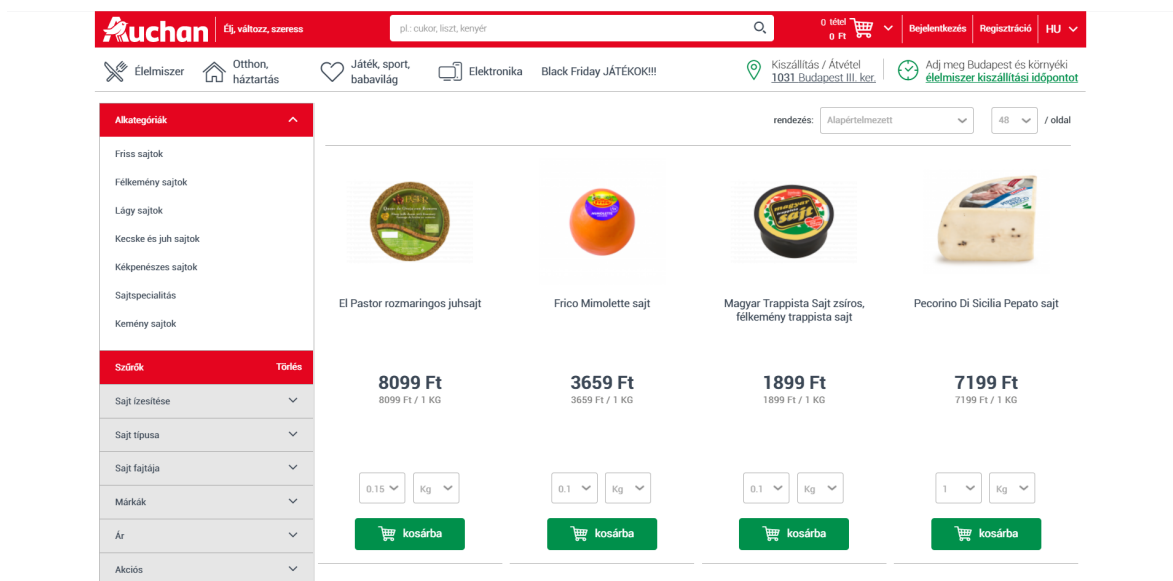 Auchan
Élj, változz, szeress
pl.: cukor, liszt, kenyér
0 tétel
0 Ft
Bejelentkezés
Regisztráció
HU
Élelmiszer
Otthon,
háztartás
Játék, sport,
babavilág
Elektronika
Black Friday JÁTÉKOK!!!
Kiszállítás / Átvétel
1031 Budapest III. ker.
Adj meg Budapest és környéki
élelmiszer kiszállítási időpontot
Alkategóriák
Friss sajtok
Félkemény sajtok
Lágy sajtok
Kecske és juh sajtok
Kékpenészes sajtok
Sajtspecialitás
Kemény sajtok
Szűrők Törlés
Sajt ízesítése
Sajt típusa
Sajt fajtája
Márkák
Ár
Akciós
rendezés: Alapértelmezett 48 / oldal
El Pastor rozmaringos juhsajt
8099 Ft
8099 Ft / 1 KG
0.15 Kg
kosárba
Frico Mimolette sajt
3659 Ft
3659 Ft / 1 KG
0.1 Kg
kosárba
magyar
sajt
Magyar Trappista Sajt zsíros,
félkemény trappista sajt
1899 Ft
1899 Ft / 1 KG
0.1 Kg
kosárba
Pecorino Di Sicilia Pepato sajt
7199 Ft
7199 Ft / 1 KG
1 Kg
kosárba